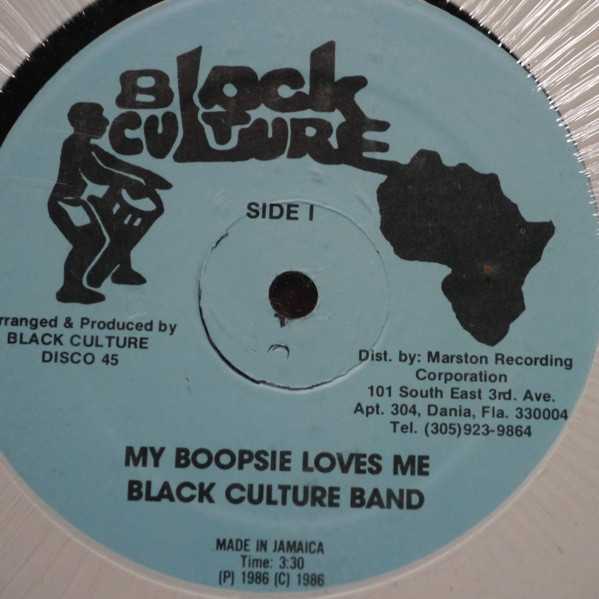 Black
CULTURE
SIDE I
rranged & Produced by
BLACK CULTURE
DISCO 45
Dist. by: Marston Recording
Corporation
101 South East 3rd. Ave.
Apt. 304, Dania, Fla. 330004
Tel. (305)923-9864
MY BOOPSIE LOVES ME
BLACK CULTURE BAND
MADE IN JAMAICA
Time: 3:30
(P) 1986 (C) 1986